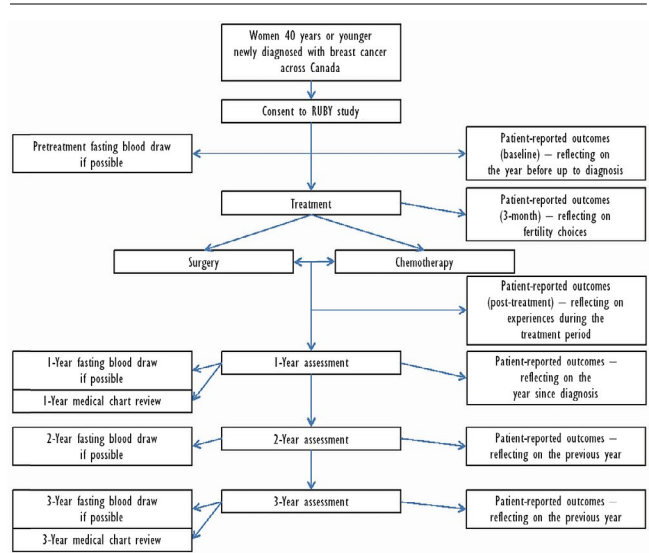 Women 40 years or younger
newly diagnosed with breast cancer
across Canada
Consent to RUBY study
Pretreatment fasting blood draw
if possible
Patient-reported outcomes
(baseline) – reflecting on
the year before up to diagnosis
Treatment
Patient-reported outcomes
(3-month) – reflecting on
fertility choices
Surgery
Chemotherapy
Patient-reported outcomes
(post-treatment) – reflecting on
experiences during the
treatment period
1-Year fasting blood draw
if possible
1-Year medical chart review
1-Year assessment
Patient-reported outcomes –
reflecting on the
year since diagnosis
2-Year fasting blood draw
if possible
2-Year assessment
Patient-reported outcomes –
reflecting on the previous year
3-Year fasting blood draw
if possible
3-Year medical chart review
3-Year assessment
Patient-reported outcomes –
reflecting on the previous year